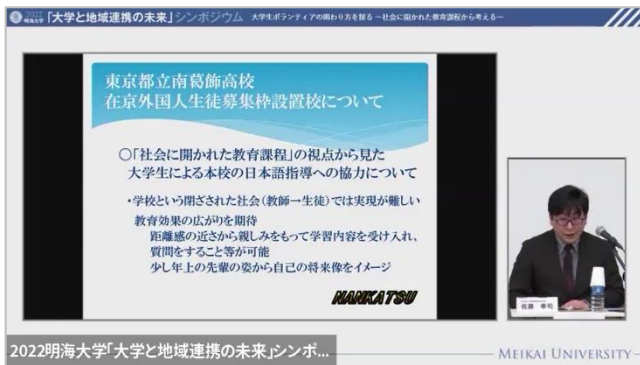 2022
明海大学
「大学と地域連携の未来」シンポジウム 大学生ボランティアの関わり方を探る ～社会に開かれた教育課程から考える～
東京都立南葛飾高校
在京外国人生徒募集枠設置校について
〇「社会に開かれた教育課程」の視点から見た
大学生による本校の日本語指導への協力について
・学校という閉ざされた社会(教師→生徒)では実現が難しい
教育効果の広がりを期待
距離感の近さから親しみをもって学習内容を受け入れ、
質問をすること等が可能
少し年上の先輩の姿から自己の将来像をイメージ
NANKATSU
2022明海大学「大学と地域連携の未来」シンポ...
MEIKAI UNIVERSITY